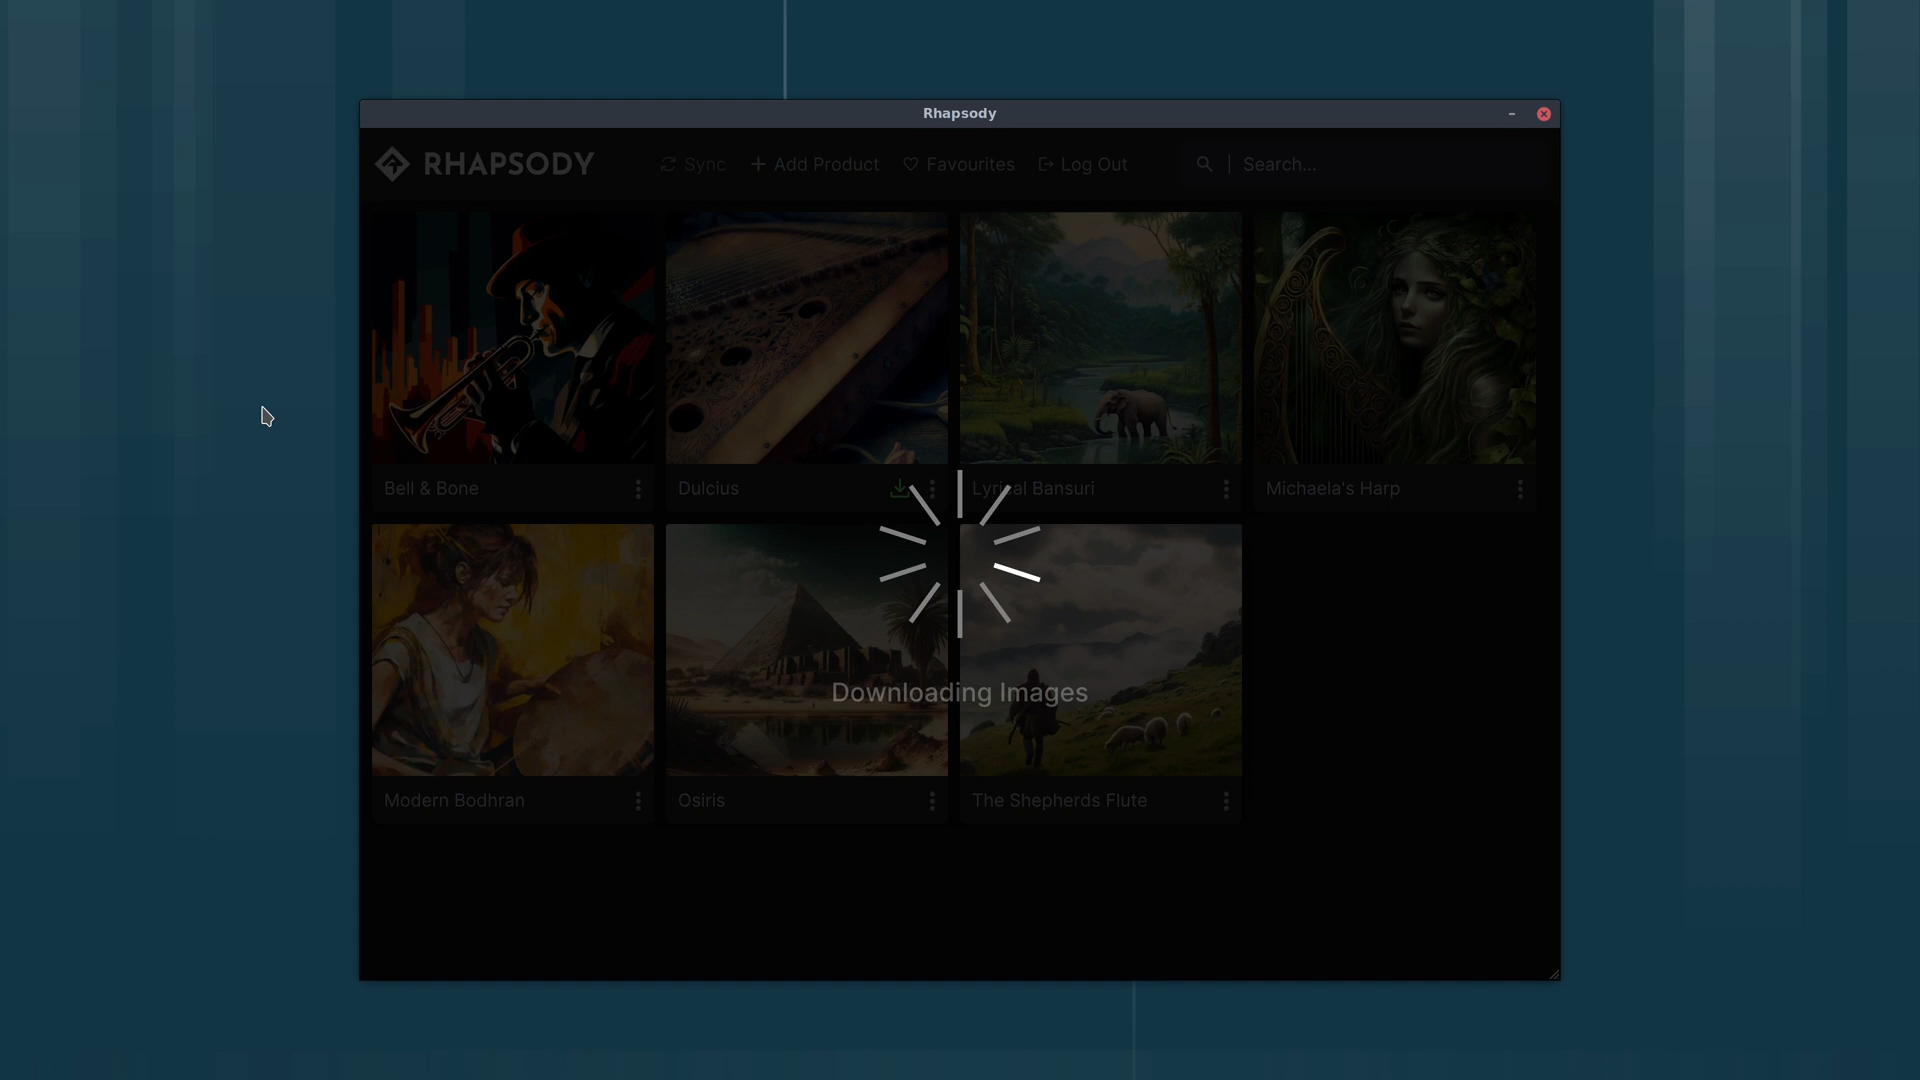 Rhapsody
RHAPSODY
Sync
Add Product
Favourites
Log Out
Search...
Bell & Bone
Dulcius
Lyrical Bansuri
Michaela's Harp
Downloading Images
Modern Bodhran
Osiris
The Shepherds Flute